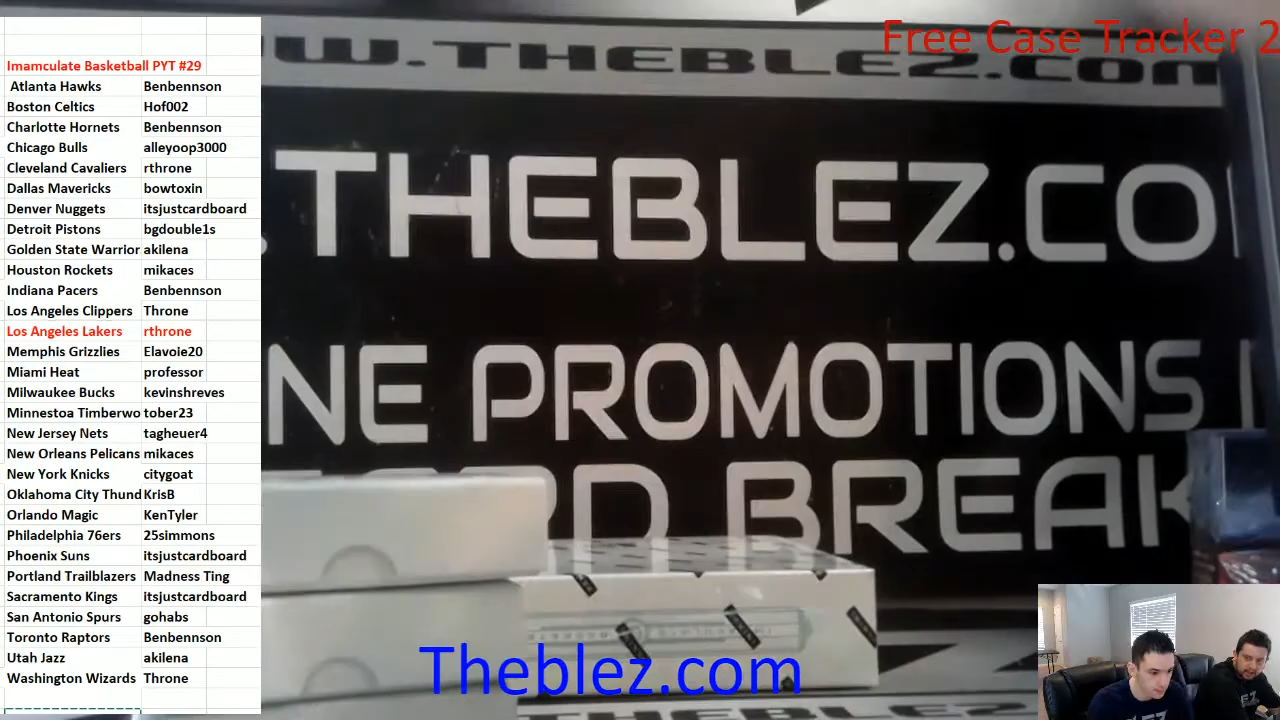 Free Case Tracker 2
Imamculate Basketball PYT #29
Atlanta Hawks Benbennson
Boston Celtics Hof002
Charlotte Hornets Benbennson
Chicago Bulls alleyoop3000
Cleveland Cavaliers rthrone
Dallas Mavericks bowtoxin
Denver Nuggets itsjustcardboard
Detroit Pistons bgdouble1s
Golden State Warrior akilena
Houston Rockets mikaces
Indiana Pacers Benbennson
Los Angeles Clippers Throne
Los Angeles Lakers rthrone
Memphis Grizzlies Elavoie20
Miami Heat professor
Milwaukee Bucks kevinshreves
Minnestoa Timberwo tober23
New Jersey Nets tagheuer4
New Orleans Pelicans mikaces
New York Knicks citygoat
Oklahoma City Thund KrisB
Orlando Magic KenTyler
Philadelphia 76ers 25simmons
Phoenix Suns itsjustcardboard
Portland Trailblazers Madness Ting
Sacramento Kings itsjustcardboard
San Antonio Spurs gohabs
Toronto Raptors Benbennson
Utah Jazz akilena
Washington Wizards Throne
W.THEBLEZ.com
.THEBLEZ.CO
NE PROMOTIONS
RD BREAK
Theblez.com